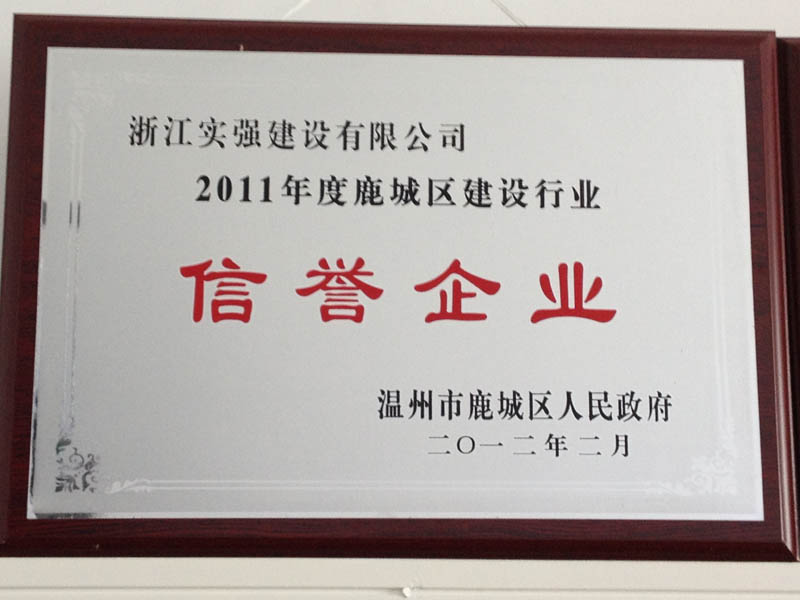 浙江实强建设有限公司
2011年度鹿城区建设行业
信誉企业
温州市鹿城区人民政府
二〇一二年二月